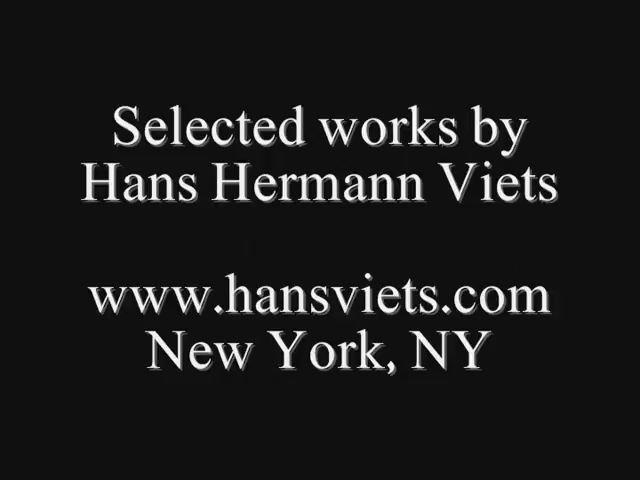 Selected works by
Hans Hermann Viets
www.hansviets.com
New York, NY